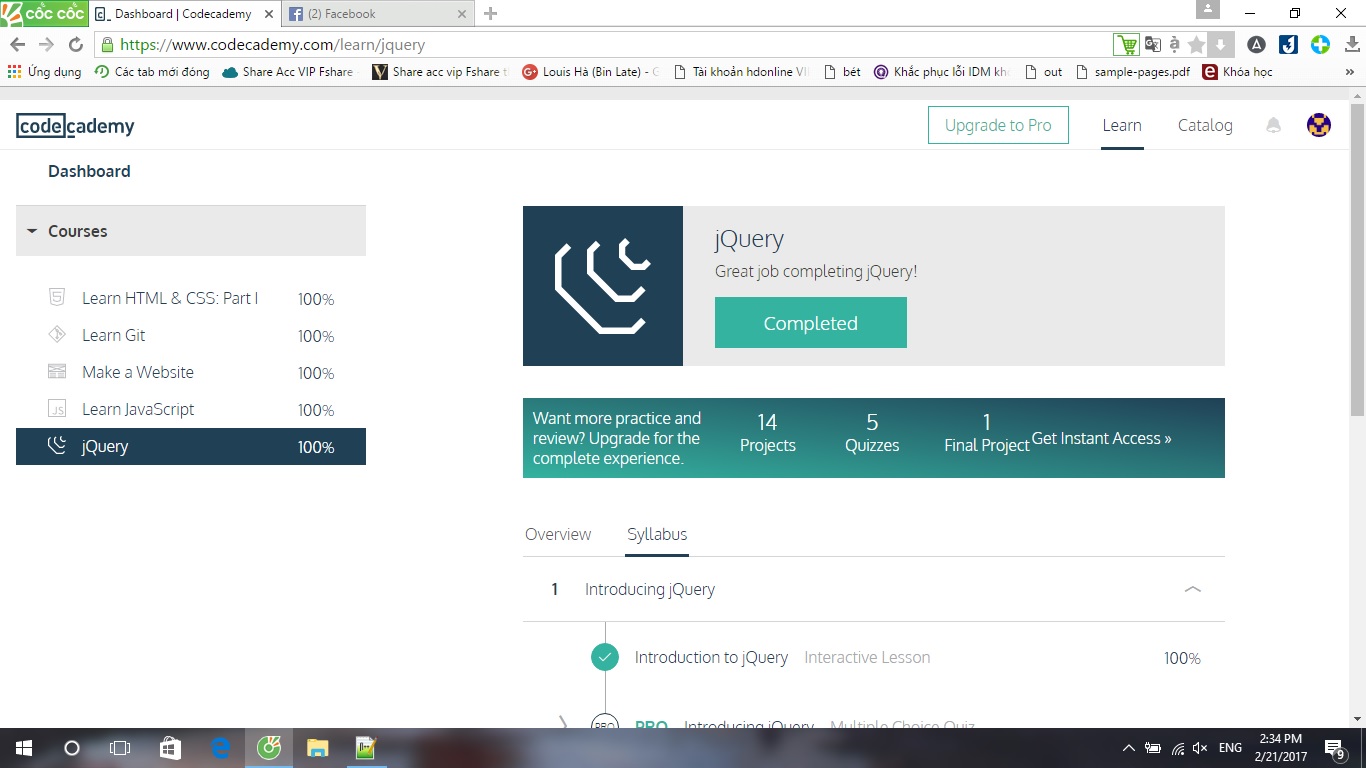 cốc cốc
Dashboard | Codecademy
(2) Facebook
https://www.codecademy.com/learn/jquery
Ứng dụng
Các tab mới đóng
Share Acc VIP Fshare
Share acc vip Fshare t
Louis Hà (Bin Late) - G
Tài khoản hdonline VI
bét
Khắc phục lỗi IDM kh
out
sample-pages.pdf
Khóa học
»
codecademy
Upgrade to Pro
Learn
Catalog
Dashboard
Courses
Learn HTML & CSS: Part I 100%
Learn Git 100%
Make a Website 100%
JS Learn JavaScript 100%
jQuery 100%
jQuery
Great job completing jQuery!
Completed
Want more practice and
review? Upgrade for the
complete experience.
14
Projects
5
Quizzes
1
Final Project
Get Instant Access »
Overview
Syllabus
1 Introducing jQuery
Introduction to jQuery Interactive Lesson 100%
PRO PRO Introducing jQuery Multiple Choice Quiz
ENG
2:34 PM
2/21/2017
9